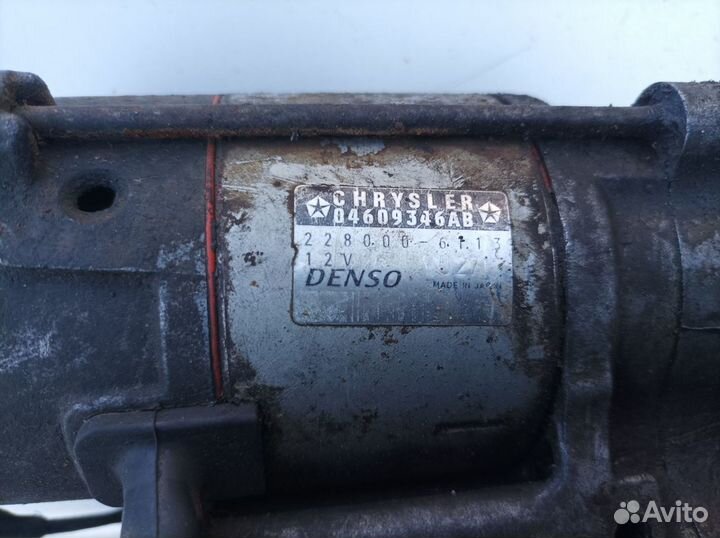 CHRYSLER
04609346AB
228000-6113
12V
DENSO MADE IN JAPAN
Avito